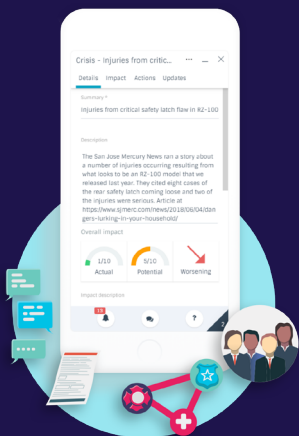 Crisis - injuries from critic...
Details Impact Actions Updates
Summary *
injuries from critical safety latch flaw in RZ-100
Description
The San Jose Mercury News ran a story about
a number of injuries occurring resulting from
what looks to be an RZ-100 model that we
released last year. They cited eight cases of
the rear safety latch coming loose and two of
the injuries were serious. Article at
https://www.sjmerc.com/news/2018/06/04/dan
gers-lurking-in-your-household/
Overall impact
1/10 5/10
Actual Potential Worsening
Impact description
?